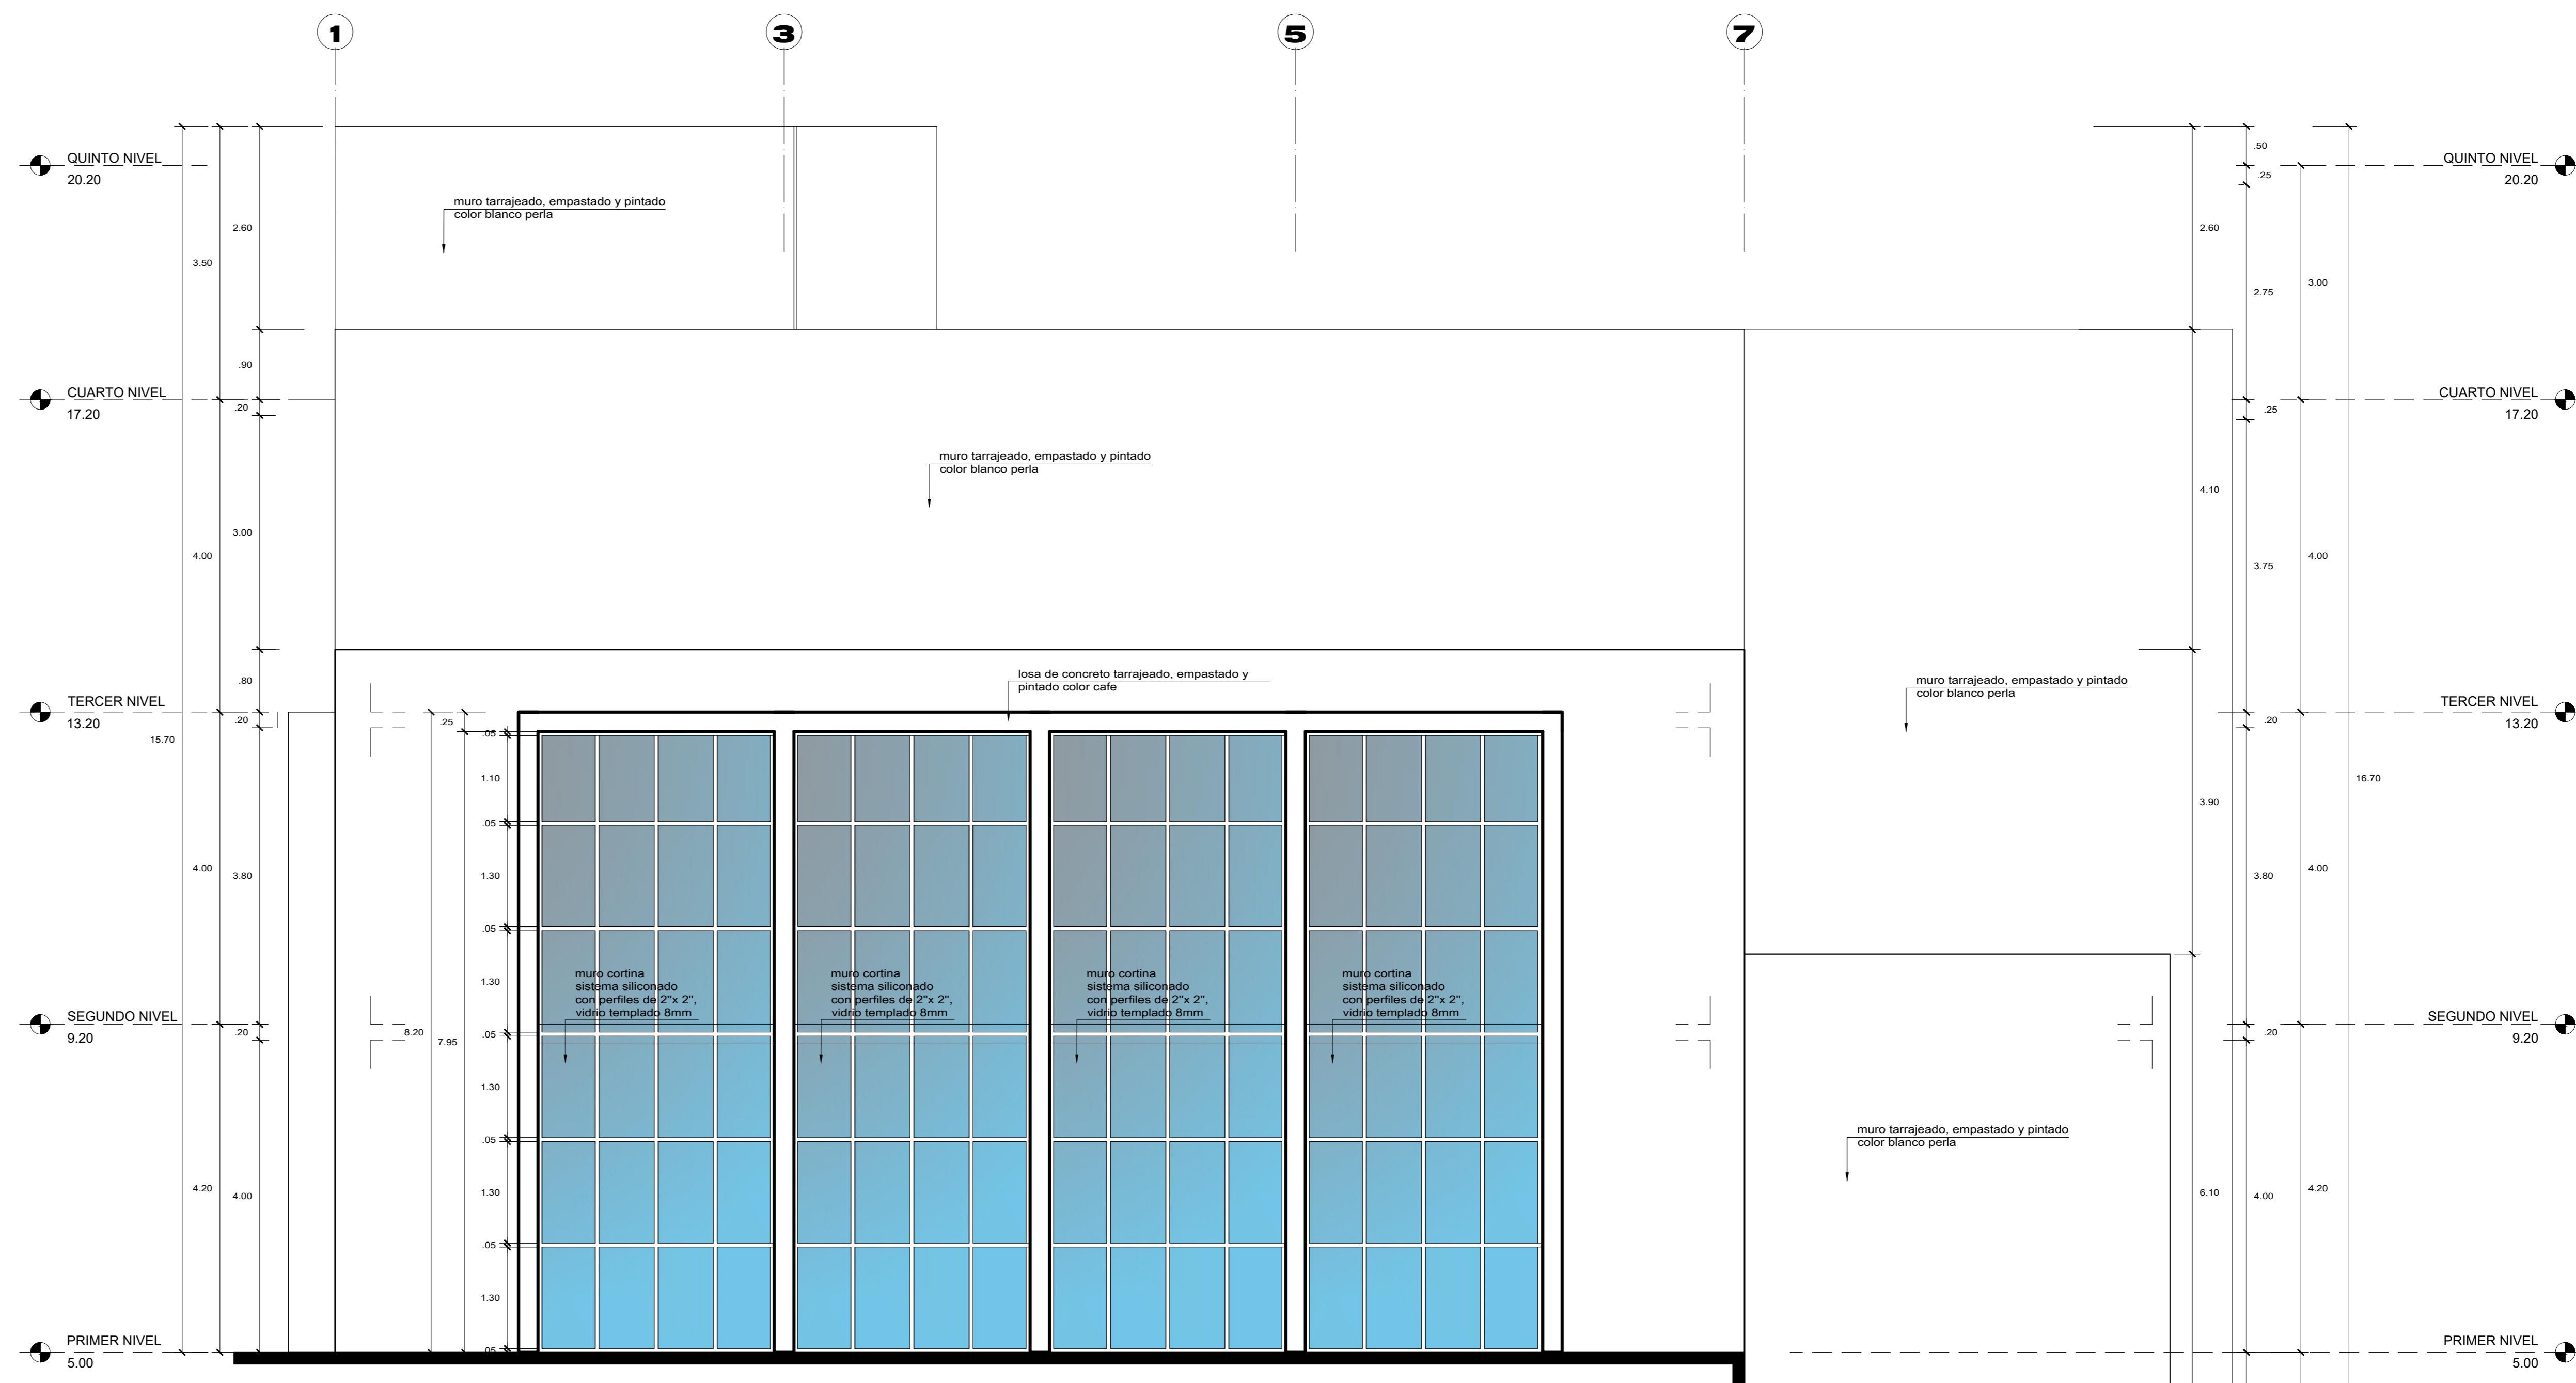 1
3
5
7
QUINTO NIVEL
20.20
CUARTO NIVEL
17.20
TERCER NIVEL
13.20
SEGUNDO NIVEL
9.20
PRIMER NIVEL
5.00
15.70
3.50
4.00
4.00
4.20
2.60
.90
.20
3.00
.80
.20
3.80
.20
4.00
muro tarrajeado, empastado y pintado
color blanco perla
muro tarrajeado, empastado y pintado
color blanco perla
losa de concreto tarrajeado, empastado y
pintado color cafe
8.20
.25
7.95
.05
1.10
.05
1.30
.05
1.30
.05
1.30
.05
1.30
.05
1.30
.05
muro cortina
sistema siliconado
con perfiles de 2"x 2",
vidrio templado 8mm
muro cortina
sistema siliconado
con perfiles de 2"x 2",
vidrio templado 8mm
muro cortina
sistema siliconado
con perfiles de 2"x 2",
vidrio templado 8mm
muro cortina
sistema siliconado
con perfiles de 2"x 2",
vidrio templado 8mm
muro tarrajeado, empastado y pintado
color blanco perla
muro tarrajeado, empastado y pintado
color blanco perla
2.60
4.10
3.90
6.10
.50
.25
2.75
.25
3.75
.20
3.80
.20
4.00
3.00
4.00
4.00
4.20
16.70
QUINTO NIVEL
20.20
CUARTO NIVEL
17.20
TERCER NIVEL
13.20
SEGUNDO NIVEL
9.20
PRIMER NIVEL
5.00